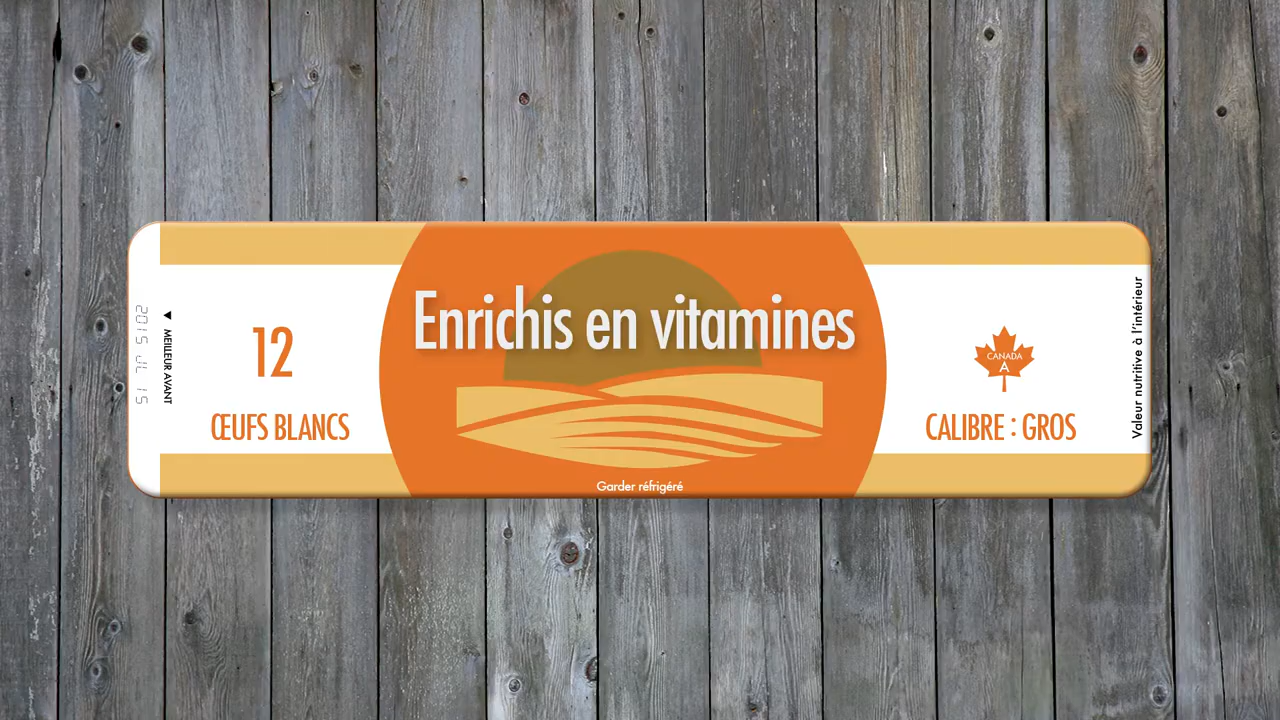 2015 JL 15
MEILLEUR AVANT
12
ŒUFS BLANCS
Enrichis en vitamines
Garder réfrigéré
CANADA
A
CALIBRE : GROS
Valeur nutritive à l'intérieur